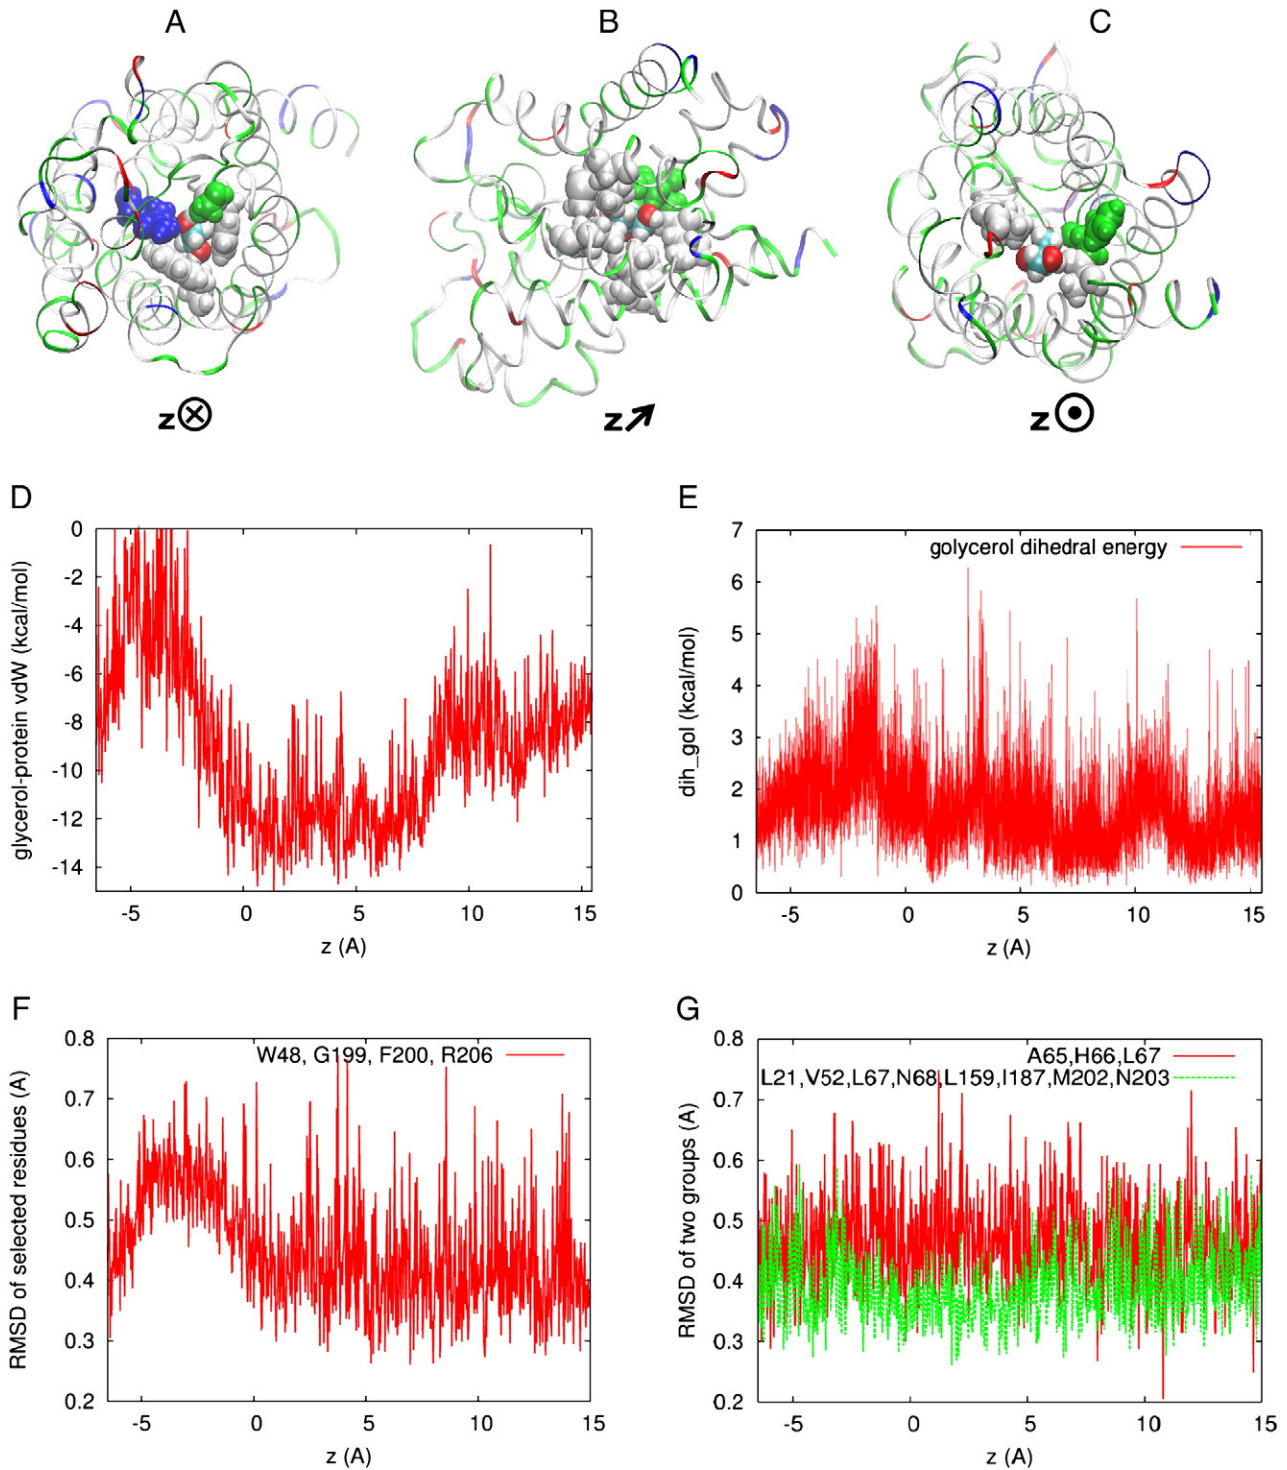 A
B
C
z
z
z
D
E
0
-2
-4
-6
-8
-10
-12
-14
glycerol-protein vdW (kcal/mol)
-5
0
5
10
15
z (A)
7
6
5
4
3
2
1
0
dih_gol (kcal/mol)
golycerol dihedral energy
-5
0
5
10
15
z (A)
F
G
0.8
0.7
0.6
0.5
0.4
0.3
0.2
RMSD of selected residues (A)
W48, G199, F200, R206
-5
0
5
10
15
z (A)
0.8
0.7
0.6
0.5
0.4
0.3
0.2
RMSD of two groups (A)
A65,H66,L67
L21,V52,L67,N68,L159,I187,M202,N203
-5
0
5
10
15
z (A)